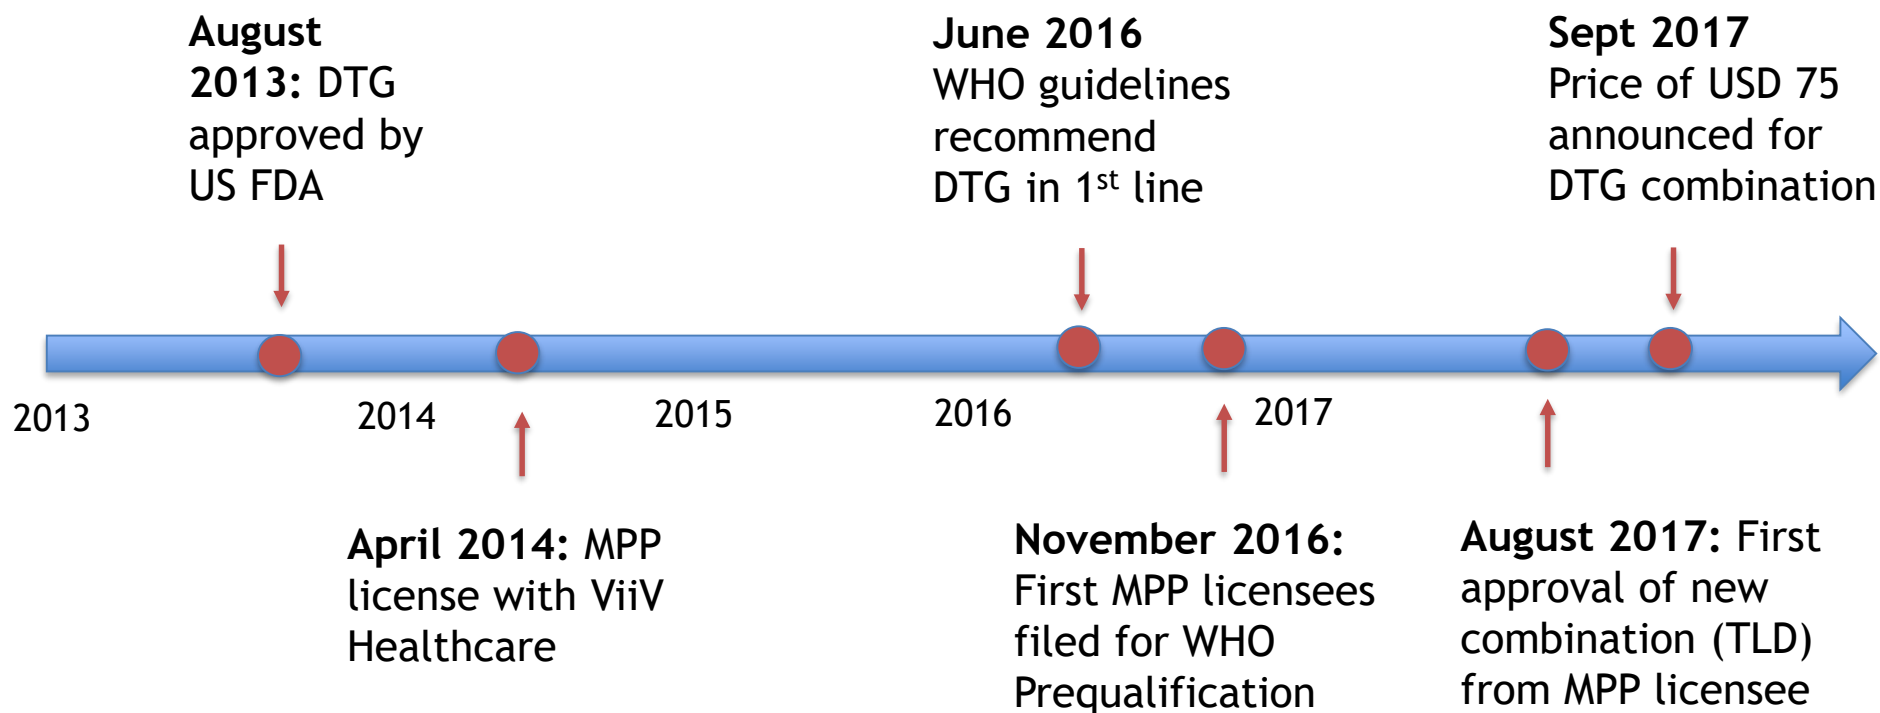 August
2013: DTG
approved by
US FDA
June 2016
WHO guidelines
recommend
DTG in 1st line
Sept 2017
Price of USD 75
announced for
DTG combination
2013
2014
2015
2016
2017
April 2014: MPP
license with ViiV
Healthcare
November 2016:
First MPP licensees
filed for WHO
Prequalification
August 2017: First
approval of new
combination (TLD)
from MPP licensee